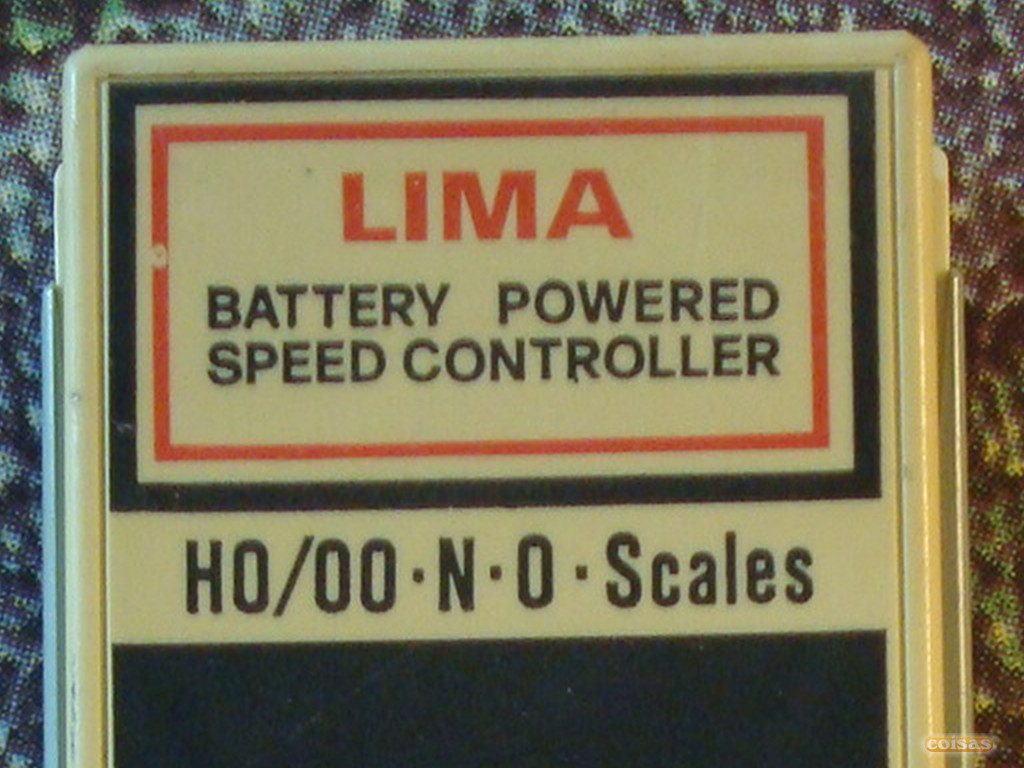 LIMA
BATTERY POWERED
SPEED CONTROLLER
HO/OO·N·O·Scales
coisas